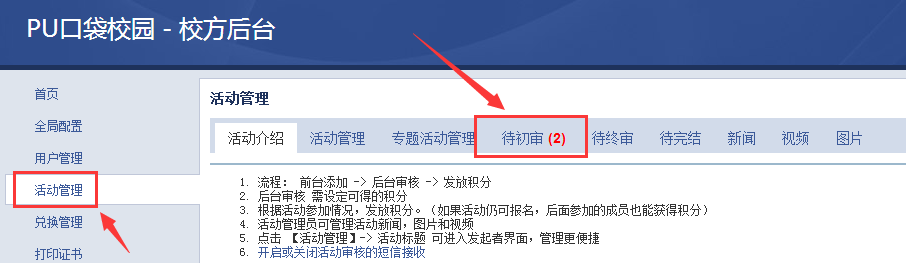 PU口袋校园 - 校方后台
首页
全局配置
用户管理
活动管理
兑换管理
打印证书
活动管理
活动介绍 活动管理 专题活动管理 待初审 (2) 待终审 待完结 新闻 视频 图片
1. 流程： 前台添加 -> 后台审核 -> 发放积分
2. 后台审核 需设定可得的积分
3. 根据活动参加情况，发放积分。（如果活动仍可报名，后面参加的成员也能获得积分）
4. 活动管理员可管理活动新闻，图片和视频
5. 点击 【活动管理】-> 活动标题 可进入发起者界面，管理更便捷
6. 开启或关闭活动审核的短信接收